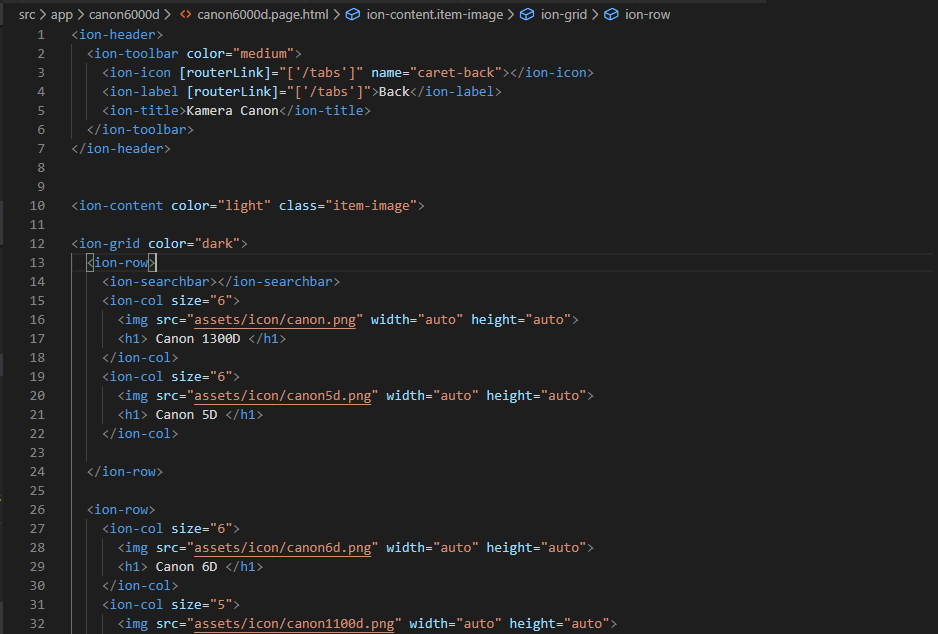 src > app > canon6000d > <> canon6000d.page.html > ion-content.item-image > ion-grid > ion-row
1 <ion-header>
2 <ion-toolbar color="medium">
3 <ion-icon [routerLink]="['/tabs']" name="caret-back"></ion-icon>
4 <ion-label [routerLink]="['/tabs']">Back</ion-label>
5 <ion-title>Kamera Canon</ion-title>
6 </ion-toolbar>
7 </ion-header>
8
9
10 <ion-content color="light" class="item-image">
11
12 <ion-grid color="dark">
13 <ion-row>
14 <ion-searchbar></ion-searchbar>
15 <ion-col size="6">
16 <img src="assets/icon/canon.png" width="auto" height="auto">
17 <h1> Canon 1300D </h1>
18 </ion-col>
19 <ion-col size="6">
20 <img src="assets/icon/canon5d.png" width="auto" height="auto">
21 <h1> Canon 5D </h1>
22 </ion-col>
23
24 </ion-row>
25
26 <ion-row>
27 <ion-col size="6">
28 <img src="assets/icon/canon6d.png" width="auto" height="auto">
29 <h1> Canon 6D </h1>
30 </ion-col>
31 <ion-col size="5">
32 <img src="assets/icon/canon1100d.png" width="auto" height="auto">